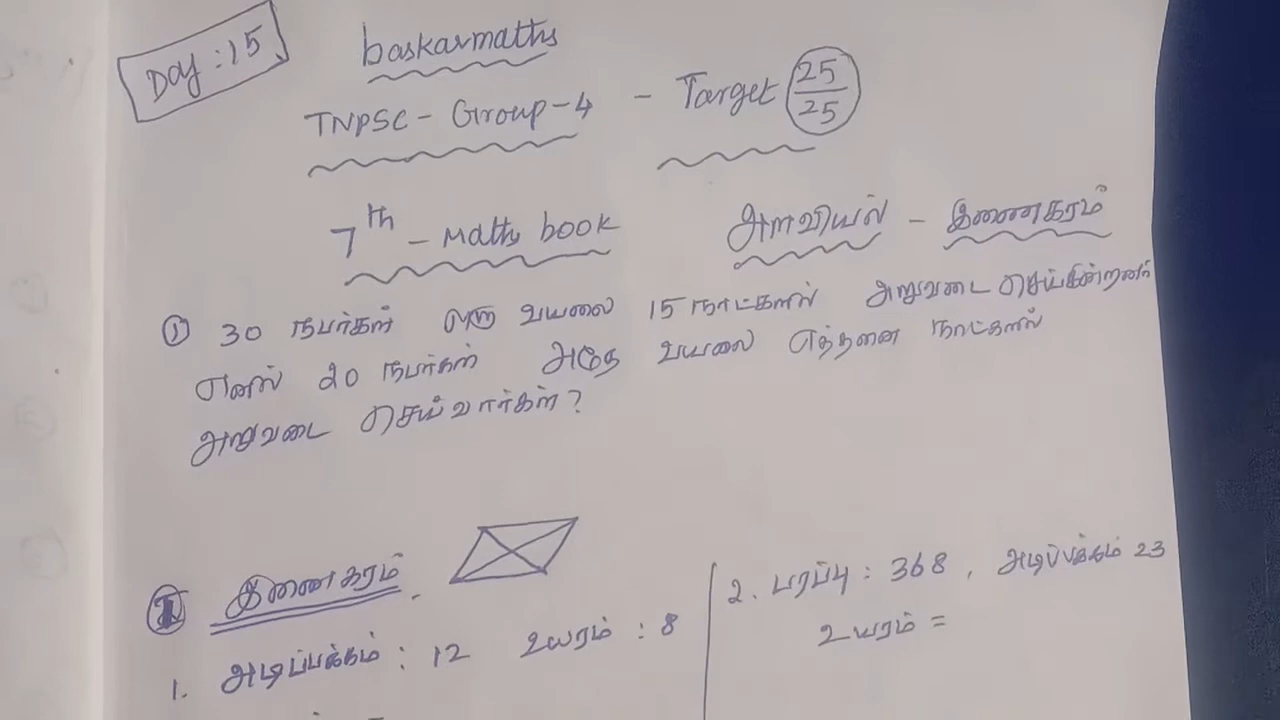 Day : 15
baskarmaths
TNPSC - Group-4 - Target 25/25
7th - Math book அளவியல் - இணைகரம்
1 30 நபர்கள் ஒரு வயலை 15 நாட்களில் அறுவடை செய்கின்றனர்
எனில் 20 நபர்கள் அதே வயலை எத்தனை நாட்களில்
அறுவடை செய்வார்கள்?
இணைகரம்.
1. அடிப்பக்கம் : 12 உயரம் : 8
2. பரப்பு : 368, அடிப்பக்கம் 23
உயரம் =